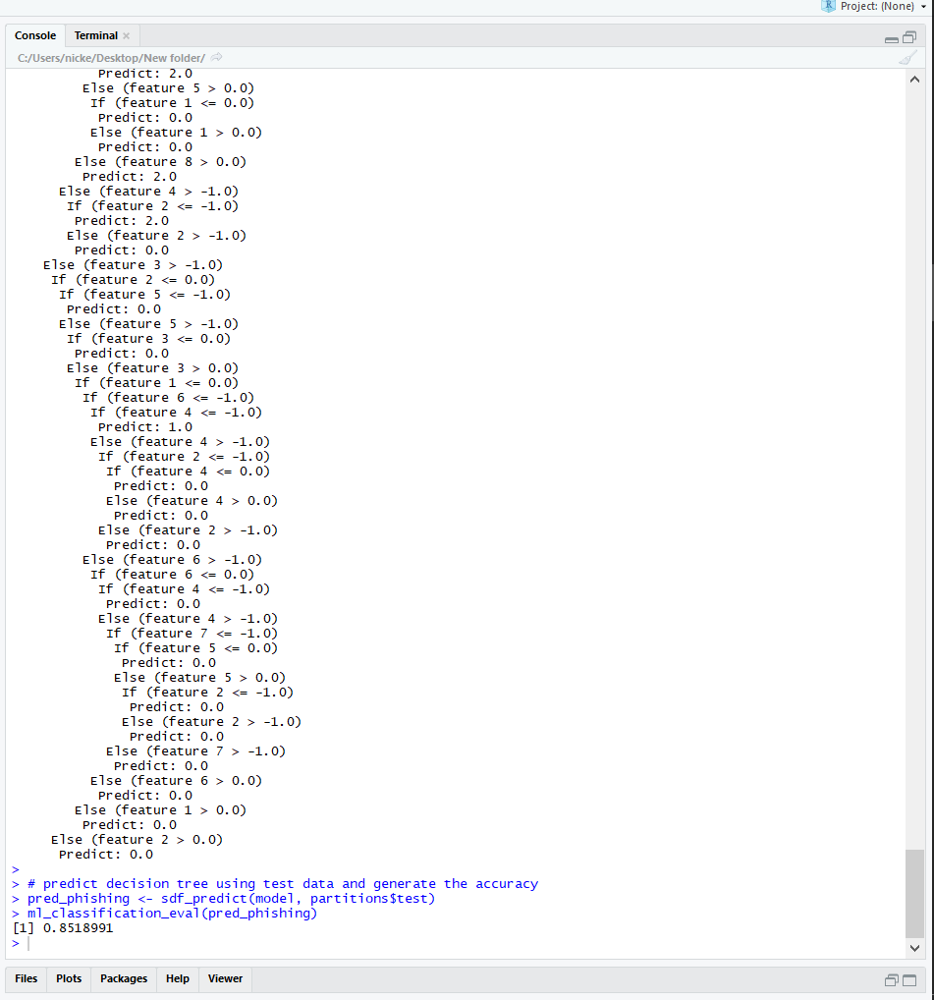 Project: (None)
Console Terminal
C:/Users/nicke/Desktop/New folder/
Predict: 2.0
Else (feature 5 > 0.0)
If (feature 1 <= 0.0)
Predict: 0.0
Else (feature 1 > 0.0)
Predict: 0.0
Else (feature 8 > 0.0)
Predict: 2.0
Else (feature 4 > -1.0)
If (feature 2 <= -1.0)
Predict: 2.0
Else (feature 2 > -1.0)
Predict: 0.0
Else (feature 3 > -1.0)
If (feature 2 <= 0.0)
If (feature 5 <= -1.0)
Predict: 0.0
Else (feature 5 > -1.0)
If (feature 3 <= 0.0)
Predict: 0.0
Else (feature 3 > 0.0)
If (feature 1 <= 0.0)
If (feature 6 <= -1.0)
If (feature 4 <= -1.0)
Predict: 1.0
Else (feature 4 > -1.0)
If (feature 2 <= -1.0)
If (feature 4 <= 0.0)
Predict: 0.0
Else (feature 4 > 0.0)
Predict: 0.0
Else (feature 2 > -1.0)
Predict: 0.0
Else (feature 6 > -1.0)
If (feature 6 <= 0.0)
If (feature 4 <= -1.0)
Predict: 0.0
Else (feature 4 > -1.0)
If (feature 7 <= -1.0)
If (feature 5 <= 0.0)
Predict: 0.0
Else (feature 5 > 0.0)
If (feature 2 <= -1.0)
Predict: 0.0
Else (feature 2 > -1.0)
Predict: 0.0
Else (feature 7 > -1.0)
Predict: 0.0
Else (feature 6 > 0.0)
Predict: 0.0
Else (feature 1 > 0.0)
Predict: 0.0
Else (feature 2 > 0.0)
Predict: 0.0
>
> # predict decision tree using test data and generate the accuracy
> pred_phishing <- sdf_predict(model, partitions$test)
> ml_classification_eval(pred_phishing)
[1] 0.8518991
>
Files Plots Packages Help Viewer